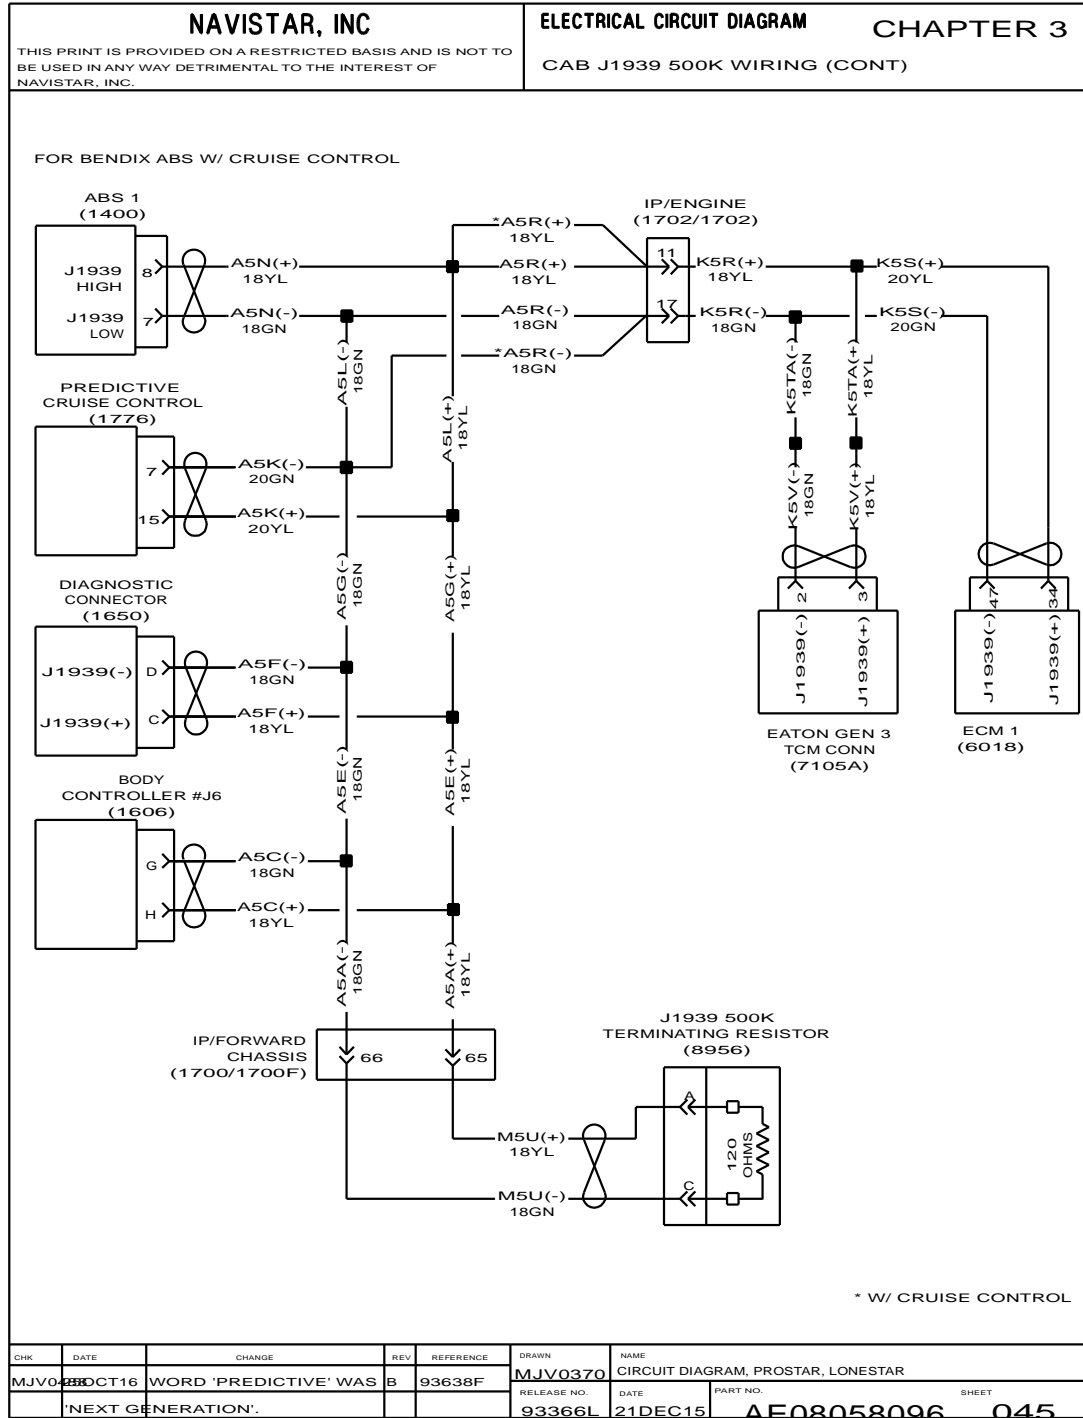 NAVISTAR, INC
THIS PRINT IS PROVIDED ON A RESTRICTED BASIS AND IS NOT TO
BE USED IN ANY WAY DETRIMENTAL TO THE INTEREST OF
NAVISTAR, INC.
ELECTRICAL CIRCUIT DIAGRAM
CHAPTER 3
CAB J1939 500K WIRING (CONT)
FOR BENDIX ABS W/ CRUISE CONTROL
ABS 1
(1400)
J1939
HIGH
8
J1939
LOW
7
A5N(+)
18YL
A5N(-)
18GN
*A5R(+)
18YL
A5R(+)
18YL
A5R(-)
18GN
*A5R(-)
18GN
IP/ENGINE
(1702/1702)
11
17
K5R(+)
18YL
K5R(-)
18GN
K5S(+)
20YL
K5S(-)
20GN
A5L(-)
18GN
A5L(+)
18YL
K5TA(-)
18GN
K5TA(+)
18YL
K5V(-)
18GN
K5V(+)
18YL
PREDICTIVE
CRUISE CONTROL
(1776)
7
15
A5K(-)
20GN
A5K(+)
20YL
A5G(-)
18GN
A5G(+)
18YL
DIAGNOSTIC
CONNECTOR
(1650)
J1939(-)
D
J1939(+)
C
A5F(-)
18GN
A5F(+)
18YL
A5E(-)
18GN
A5E(+)
18YL
2
3
J1939(-)
J1939(+)
EATON GEN 3
TCM CONN
(7105A)
47
34
J1939(-)
J1939(+)
ECM 1
(6018)
BODY
CONTROLLER #J6
(1606)
G
H
A5C(-)
18GN
A5C(+)
18YL
A5A(-)
18GN
A5A(+)
18YL
IP/FORWARD
CHASSIS
(1700/1700F)
66
65
J1939 500K
TERMINATING RESISTOR
(8956)
A
C
120
OHMS
M5U(+)
18YL
M5U(-)
18GN
* W/ CRUISE CONTROL
CHK
DATE
CHANGE
REV
REFERENCE
DRAWN
NAME
OCT16
WORD 'PREDICTIVE' WAS
B
93638F
MJV0370
CIRCUIT DIAGRAM, PROSTAR, LONESTAR
'NEXT GENERATION'.
RELEASE NO.
DATE
PART NO.
SHEET
93366L
21DEC15
AE08058096
045